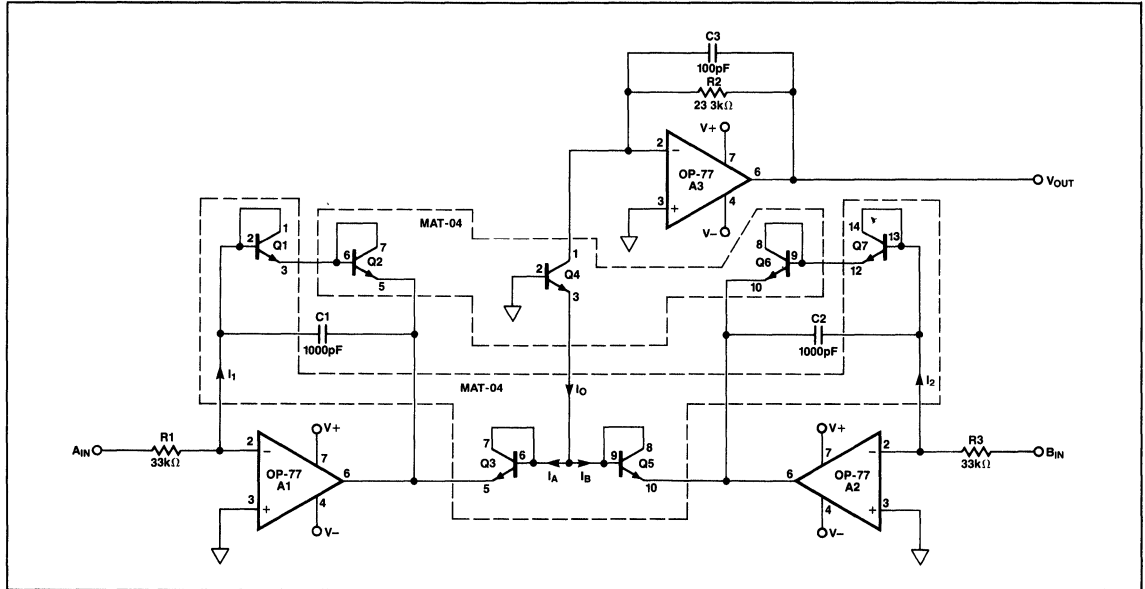 C3
100pF
R2
23 3kΩ
V+
2
−
7
OP-77
A3
6
3
+
4
V−
VOUT
MAT-04
2
1
Q1
3
6
7
Q2
5
2
1
Q4
3
8
9
Q6
10
14
13
Q7
12
C1
1000pF
C2
1000pF
I1
MAT-04
IO
I2
AIN
R1
33kΩ
2
−
V+
7
OP-77
A1
6
3
+
4
V−
7
Q3
6
5
IA
IB
8
9
Q5
10
V+
7
2
−
OP-77
A2
6
4
3
+
V−
R3
33kΩ
BIN